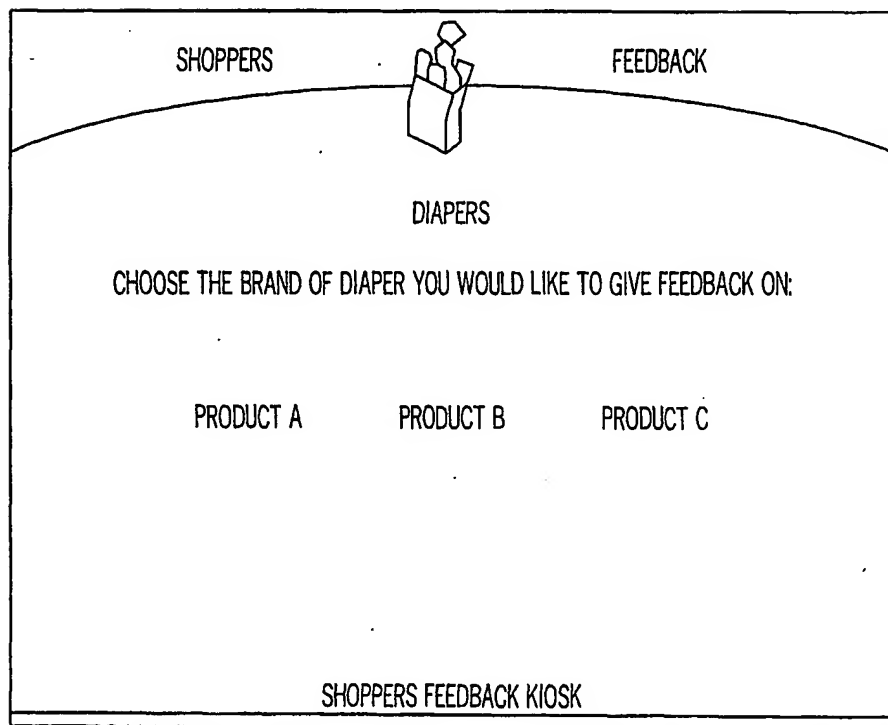 SHOPPERS FEEDBACK
DIAPERS
CHOOSE THE BRAND OF DIAPER YOU WOULD LIKE TO GIVE FEEDBACK ON:
PRODUCT A PRODUCT B PRODUCT C
SHOPPERS FEEDBACK KIOSK